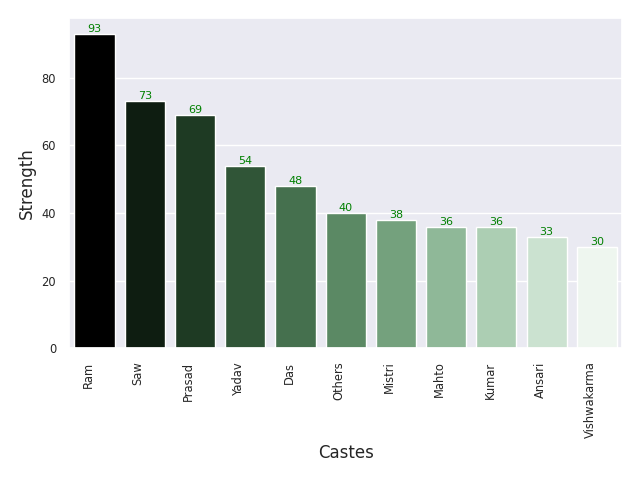 93
73
69
54
48
40
38
36
36
33
30
80
60
40
20
0
Strength
Ram
Saw
Prasad
Yadav
Das
Others
Mistri
Mahto
Kumar
Ansari
Vishwakarma
Castes